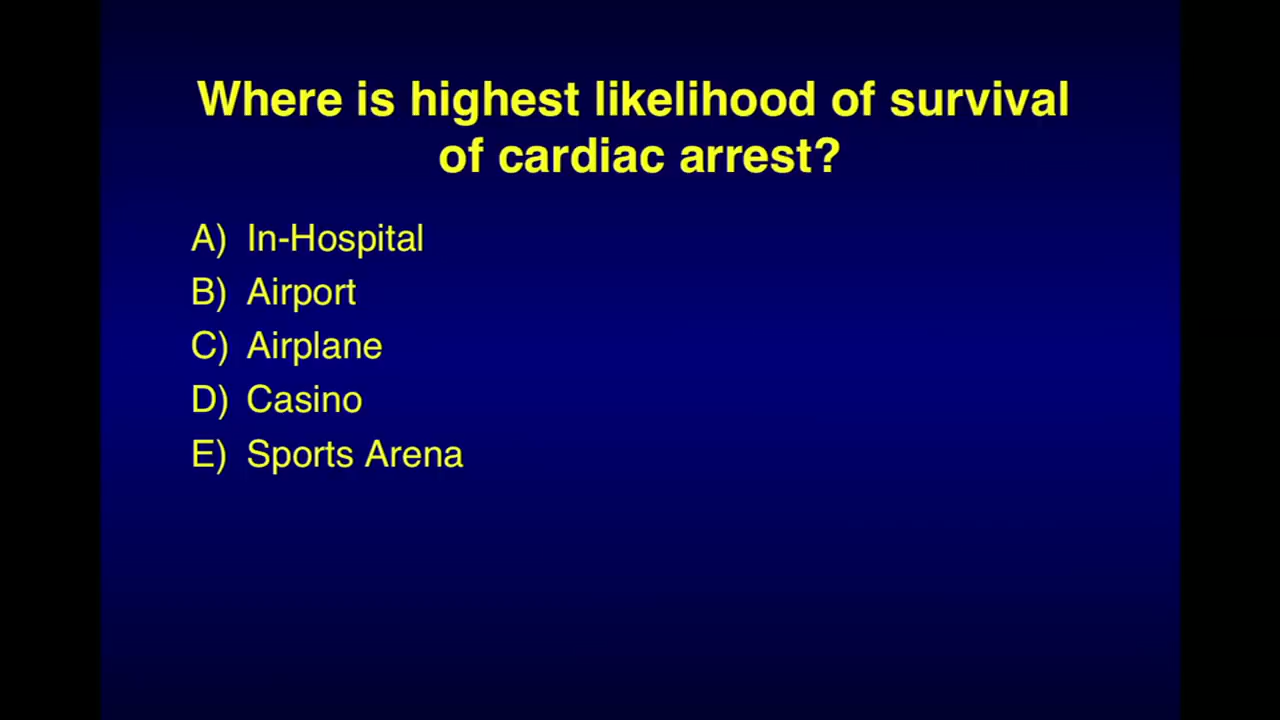 Where is highest likelihood of survival
of cardiac arrest?
A) In-Hospital
B) Airport
C) Airplane
D) Casino
E) Sports Arena